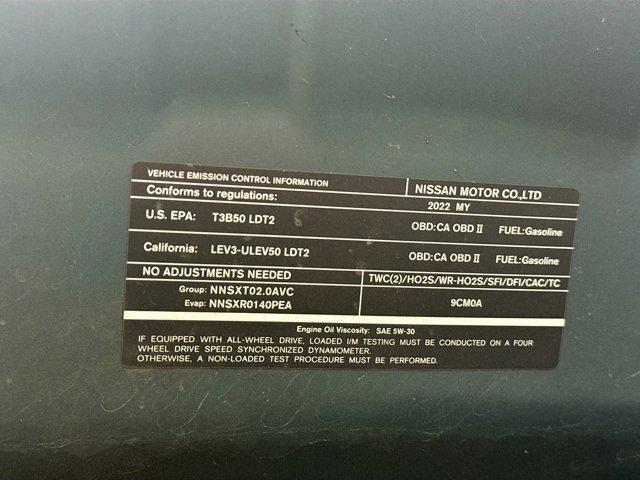 VEHICLE EMISSION CONTROL INFORMATION
NISSAN MOTOR CO.,LTD
Conforms to regulations:
2022 MY
U.S. EPA: T3B50 LDT2
OBD:CA OBD II FUEL:Gasoline
California: LEV3-ULEV50 LDT2
OBD:CA OBD II FUEL:Gasoline
NO ADJUSTMENTS NEEDED
TWC(2)/HO2S/WR-HO2S/SFI/DFI/CAC/TC
Group: NNSXT02.0AVC
Evap: NNSXR0140PEA
9CM0A
Engine Oil Viscosity: SAE 5W-30
IF EQUIPPED WITH ALL-WHEEL DRIVE, LOADED I/M TESTING MUST BE CONDUCTED ON A FOUR
WHEEL DRIVE SPEED SYNCHRONIZED DYNAMOMETER.
OTHERWISE, A NON-LOADED TEST PROCEDURE MUST BE PERFORMED.